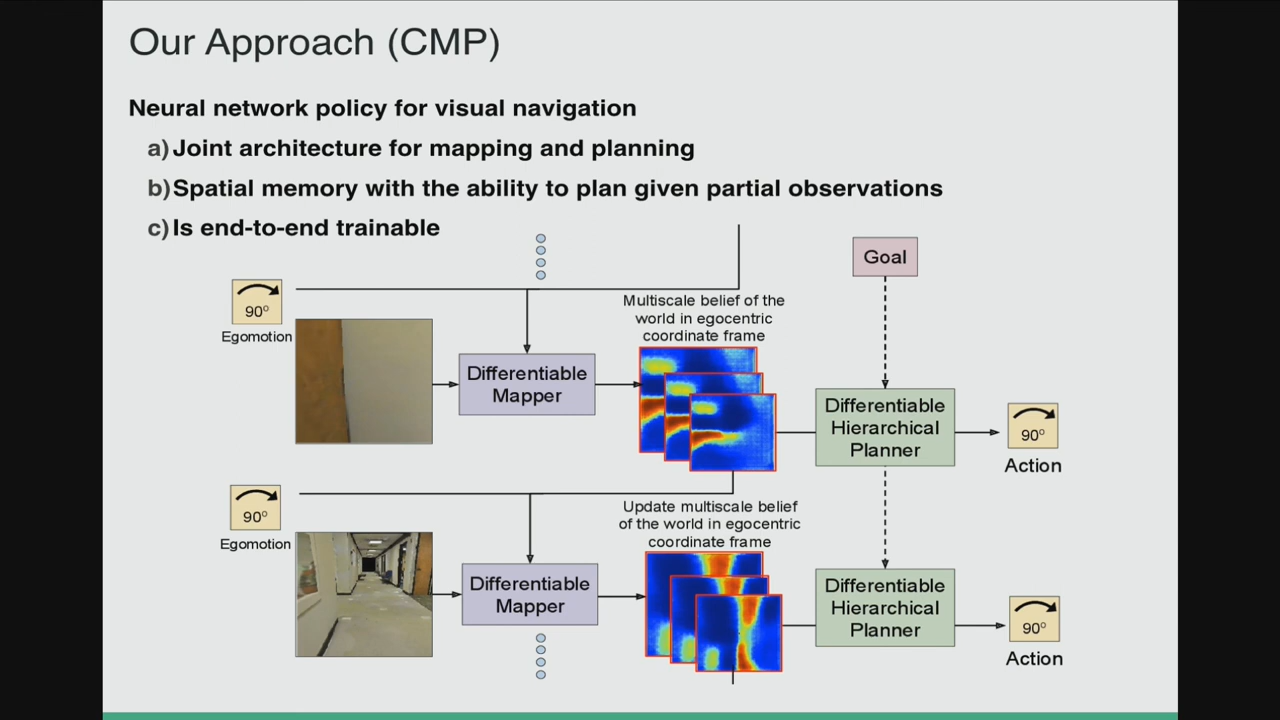 Our Approach (CMP)
Neural network policy for visual navigation
a) Joint architecture for mapping and planning
b) Spatial memory with the ability to plan given partial observations
c) Is end-to-end trainable
Goal
90°
Egomotion
Differentiable
Mapper
Multiscale belief of the
world in egocentric
coordinate frame
Differentiable
Hierarchical
Planner
90°
Action
90°
Egomotion
Differentiable
Mapper
Update multiscale belief
of the world in egocentric
coordinate frame
Differentiable
Hierarchical
Planner
90°
Action